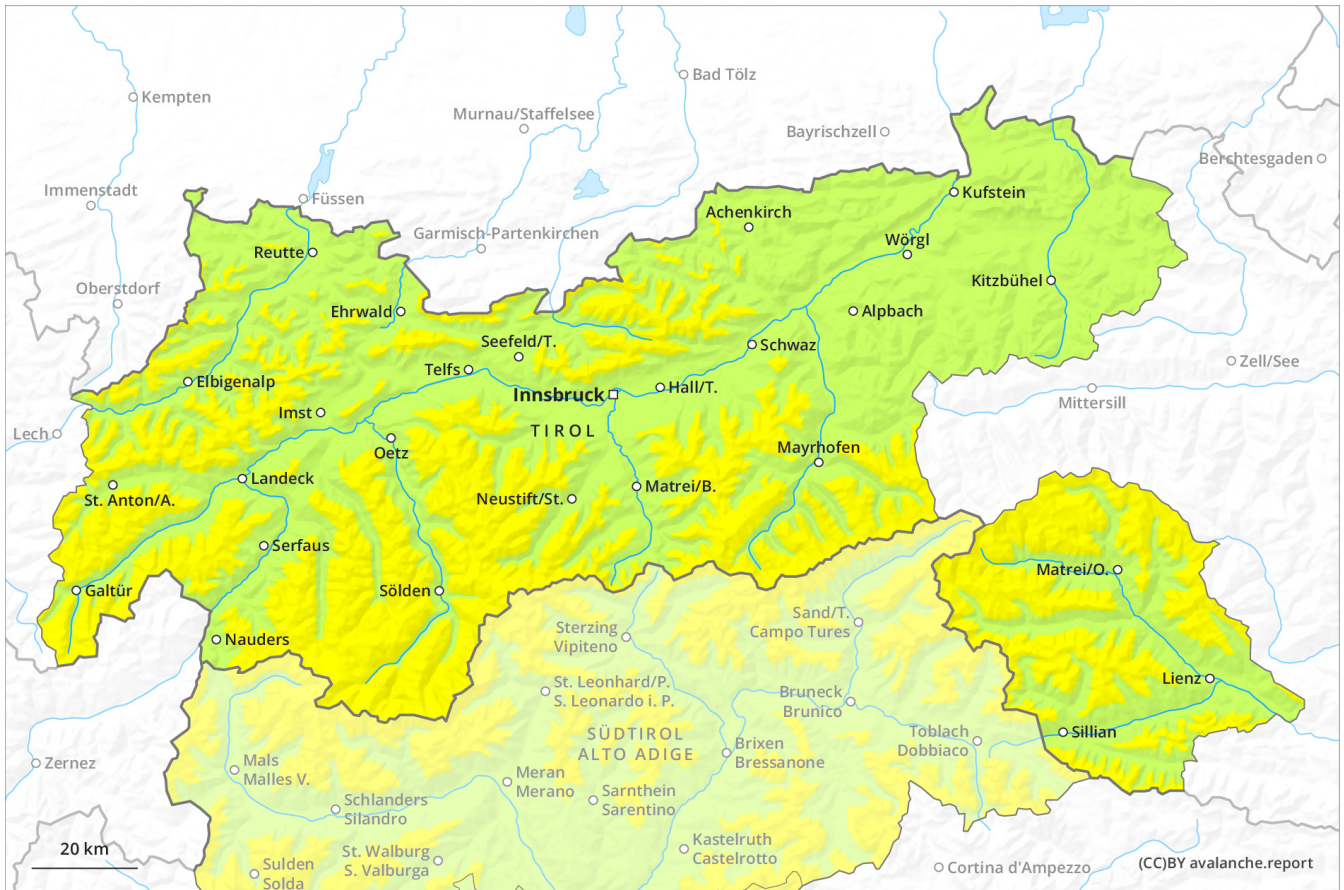 Kempten
Bad Tölz
Murnau/Staffelsee
Bayrischzell
Berchtesgaden
Immenstadt
Füssen
Kufstein
Achenkirch
Garmisch-Partenkirchen
Reutte
Wörgl
Oberstdorf
Kitzbühel
Ehrwald
Alpbach
Seefeld/T.
Schwaz
Zell/See
Telfs
Elbigenalp
Innsbruck
Hall/T.
Mittersill
Imst
Lech
TIROL
Oetz
Mayrhofen
Landeck
St. Anton/A.
Neustift/St.
Matrei/B.
Serfaus
Matrei/O.
Galtür
Sölden
Sand/T.
Campo Tures
Sterzing
Vipiteno
Nauders
Lienz
St. Leonhard/P.
S. Leonardo i. P.
Bruneck
Brunico
SÜDTIROL
ALTO ADIGE
Toblach
Dobbiaco
Sillian
Brixen
Bressanone
Zernez
Mals
Malles V.
Meran
Merano
Sarnthein
Sarentino
Schlanders
Silandro
20 km
Kastelruth
Castelrotto
St. Walburg
S. Valburga
Sulden
Solda
Cortina d'Ampezzo
(CC)BY avalanche.report